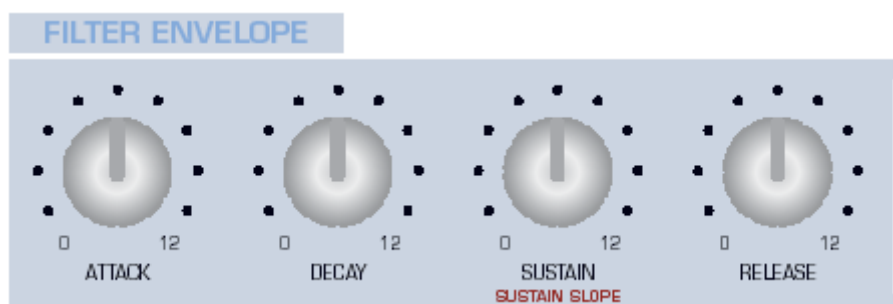 FILTER ENVELOPE
0 12 0 12 0 12 0 12
ATTACK DECAY SUSTAIN RELEASE
SUSTAIN SLOPE